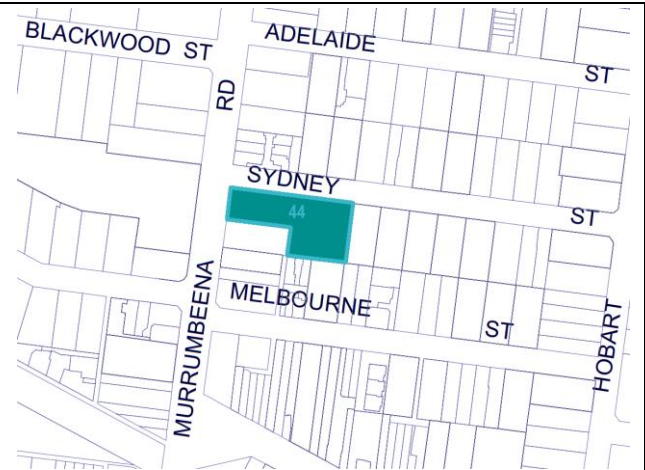 BLACKWOOD ST
ADELAIDE ST
RD
SYDNEY ST
44
MELBOURNE ST
MURRUMBEENA
HOBART